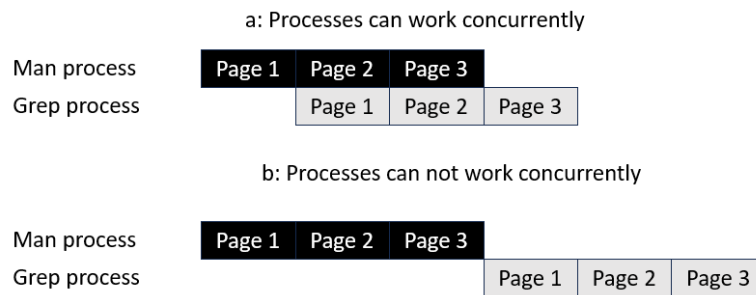 a: Processes can work concurrently
Man process Page 1 Page 2 Page 3
Grep process Page 1 Page 2 Page 3
b: Processes can not work concurrently
Man process Page 1 Page 2 Page 3
Grep process Page 1 Page 2 Page 3